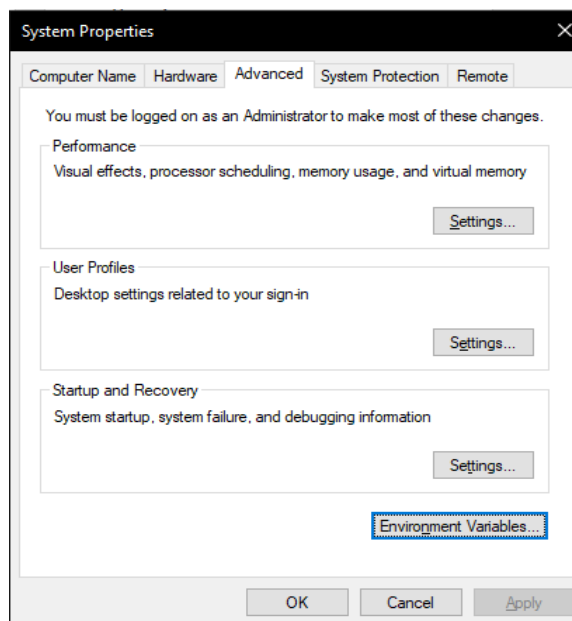 System Properties
Computer Name Hardware Advanced System Protection Remote
You must be logged on as an Administrator to make most of these changes.
Performance
Visual effects, processor scheduling, memory usage, and virtual memory
Settings...
User Profiles
Desktop settings related to your sign-in
Settings...
Startup and Recovery
System startup, system failure, and debugging information
Settings...
Environment Variables...
OK Cancel Apply